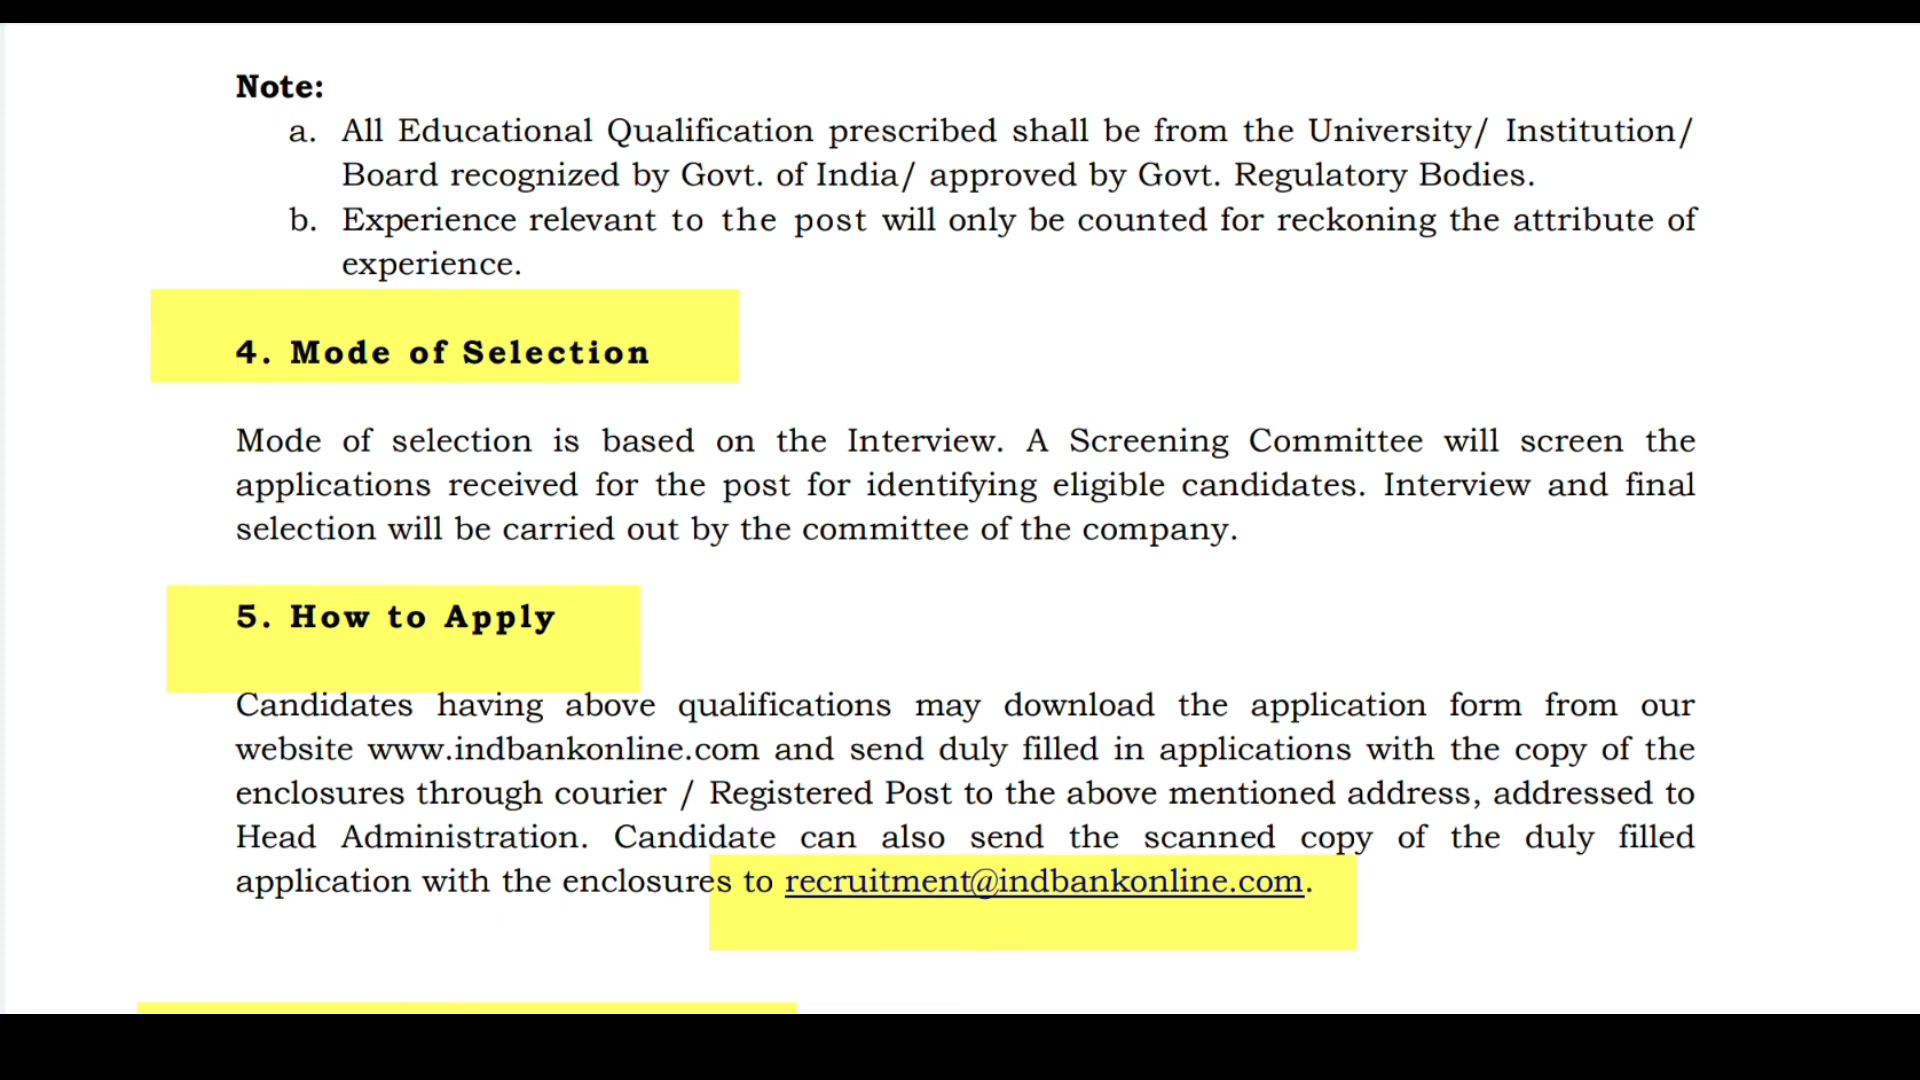 Note:
a. All Educational Qualification prescribed shall be from the University/ Institution/
Board recognized by Govt. of India/ approved by Govt. Regulatory Bodies.
b. Experience relevant to the post will only be counted for reckoning the attribute of
experience.
4. Mode of Selection
Mode of selection is based on the Interview. A Screening Committee will screen the
applications received for the post for identifying eligible candidates. Interview and final
selection will be carried out by the committee of the company.
5. How to Apply
Candidates having above qualifications may download the application form from our
website www.indbankonline.com and send duly filled in applications with the copy of the
enclosures through courier / Registered Post to the above mentioned address, addressed to
Head Administration. Candidate can also send the scanned copy of the duly filled
application with the enclosures to recruitment@indbankonline.com.